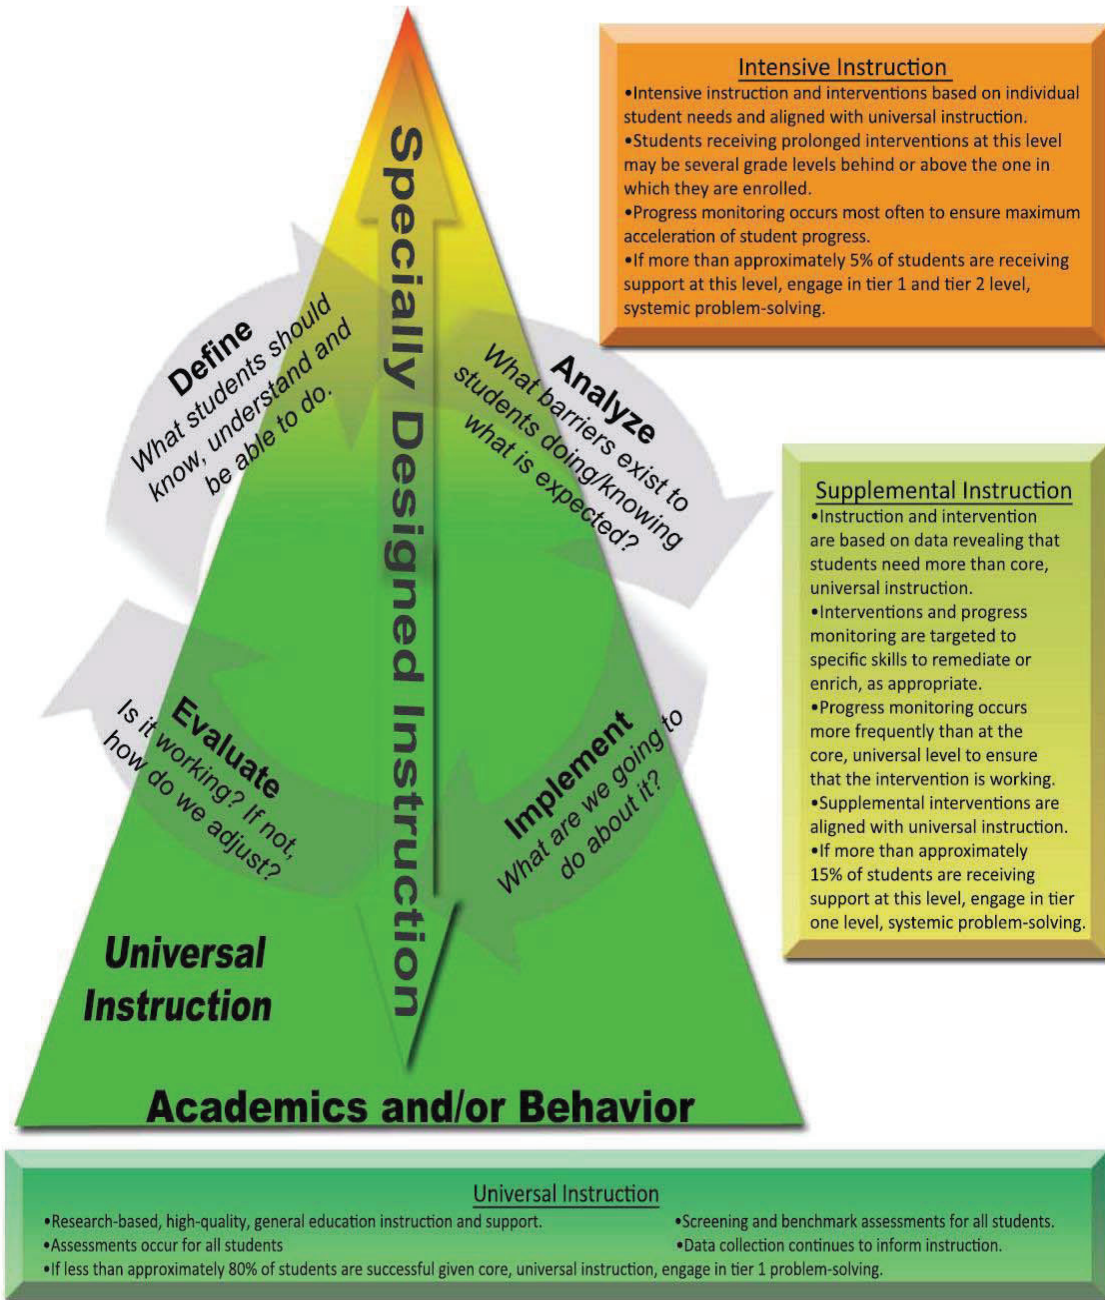 Intensive Instruction
•Intensive instruction and interventions based on individual
student needs and aligned with universal instruction.
•Students receiving prolonged interventions at this level
may be several grade levels behind or above the one in
which they are enrolled.
•Progress monitoring occurs most often to ensure maximum
acceleration of student progress.
•If more than approximately 5% of students are receiving
support at this level, engage in tier 1 and tier 2 level,
systemic problem-solving.
Specially Designed Instruction
Define
What students should
know, understand and
be able to do.
Analyze
What barriers exist to
students doing/knowing
what is expected?
Supplemental Instruction
•Instruction and intervention
are based on data revealing that
students need more than core,
universal instruction.
•Interventions and progress
monitoring are targeted to
specific skills to remediate or
enrich, as appropriate.
•Progress monitoring occurs
more frequently than at the
core, universal level to ensure
that the intervention is working.
•Supplemental interventions are
aligned with universal instruction.
•If more than approximately
15% of students are receiving
support at this level, engage in tier
one level, systemic problem-solving.
Evaluate
Is it working? If not,
how do we adjust?
Implement
What are we going to
do about it?
Universal
Instruction
Academics and/or Behavior
Universal Instruction
•Research-based, high-quality, general education instruction and support.
•Screening and benchmark assessments for all students.
•Assessments occur for all students
•Data collection continues to inform instruction.
•If less than approximately 80% of students are successful given core, universal instruction, engage in tier 1 problem-solving.